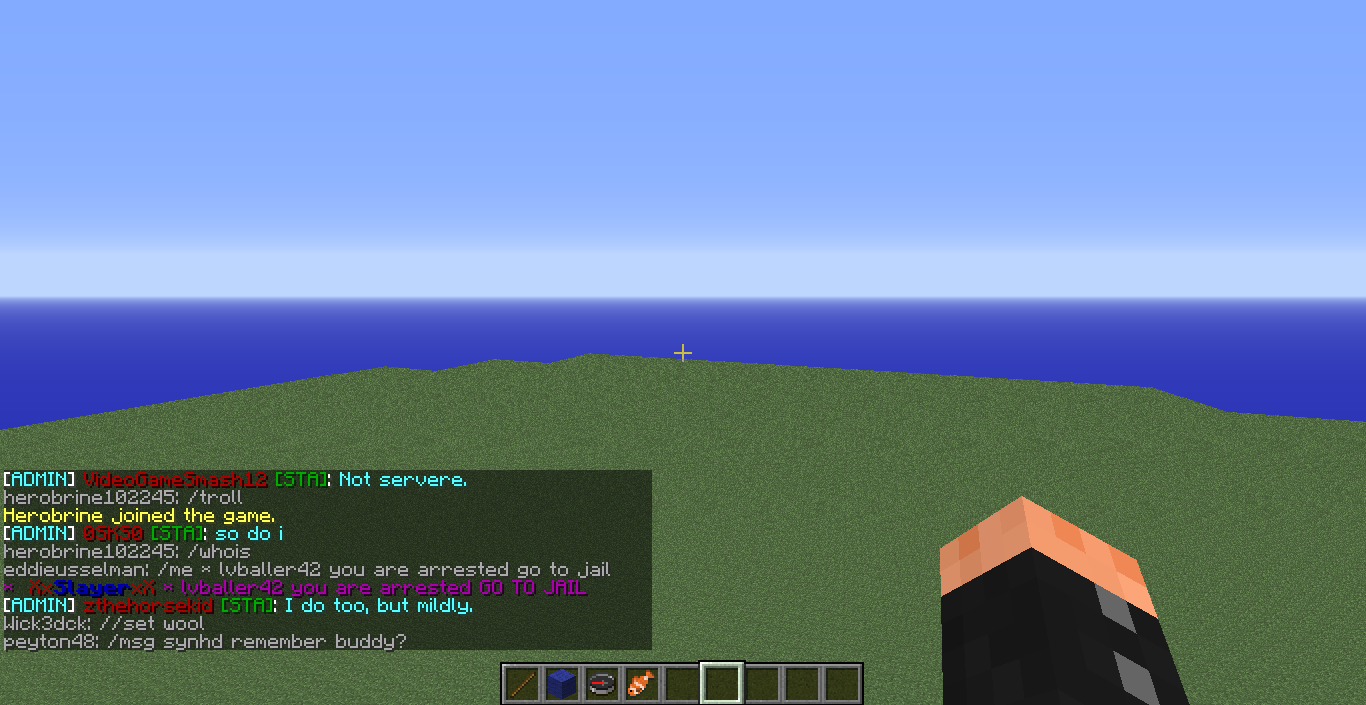 [ADMIN] VideoGameSmash12 [STA]: Not servere.
herobrine102245: /troll
Herobrine joined the game.
[ADMIN] 0SKS0 [STA]: so do i
herobrine102245: /whois
eddieusselman: /me * lvballer42 you are arrested go to jail
* XxSlayerxX * lvballer42 you are arrested GO TO JAIL
[ADMIN] zthehorsekid [STA]: I do too, but mildly.
Wick3dck: //set wool
peyton48: /msg synhd remember buddy?